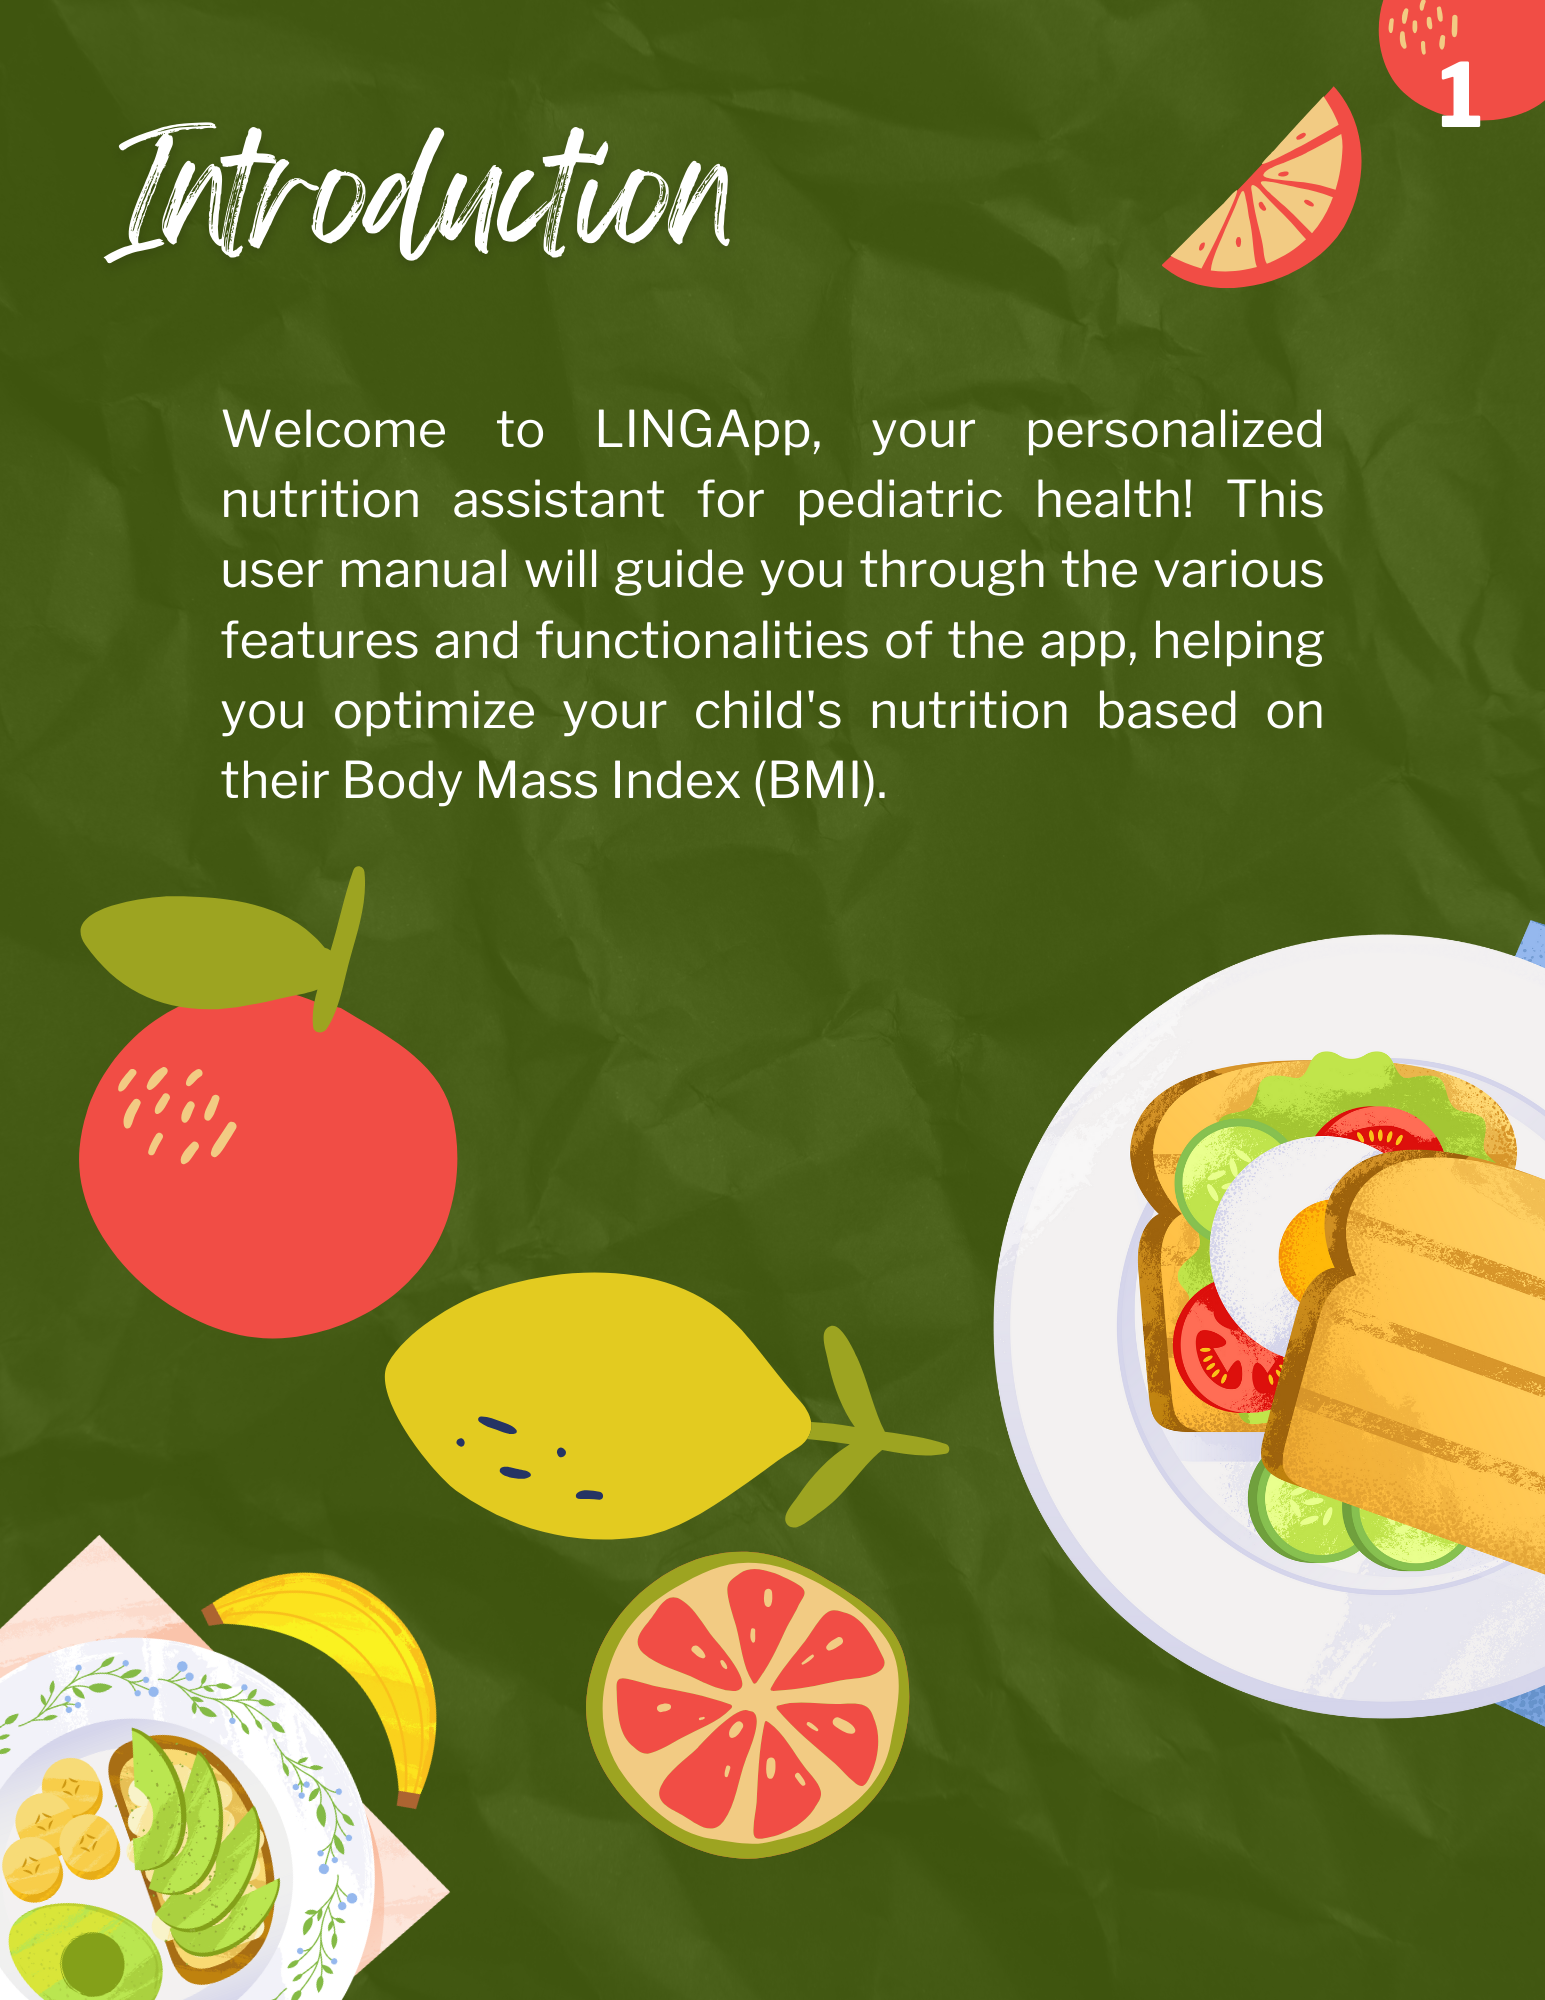 1
Introduction
Welcome to LINGApp, your personalized
nutrition assistant for pediatric health! This
user manual will guide you through the various
features and functionalities of the app, helping
you optimize your child's nutrition based on
their Body Mass Index (BMI).